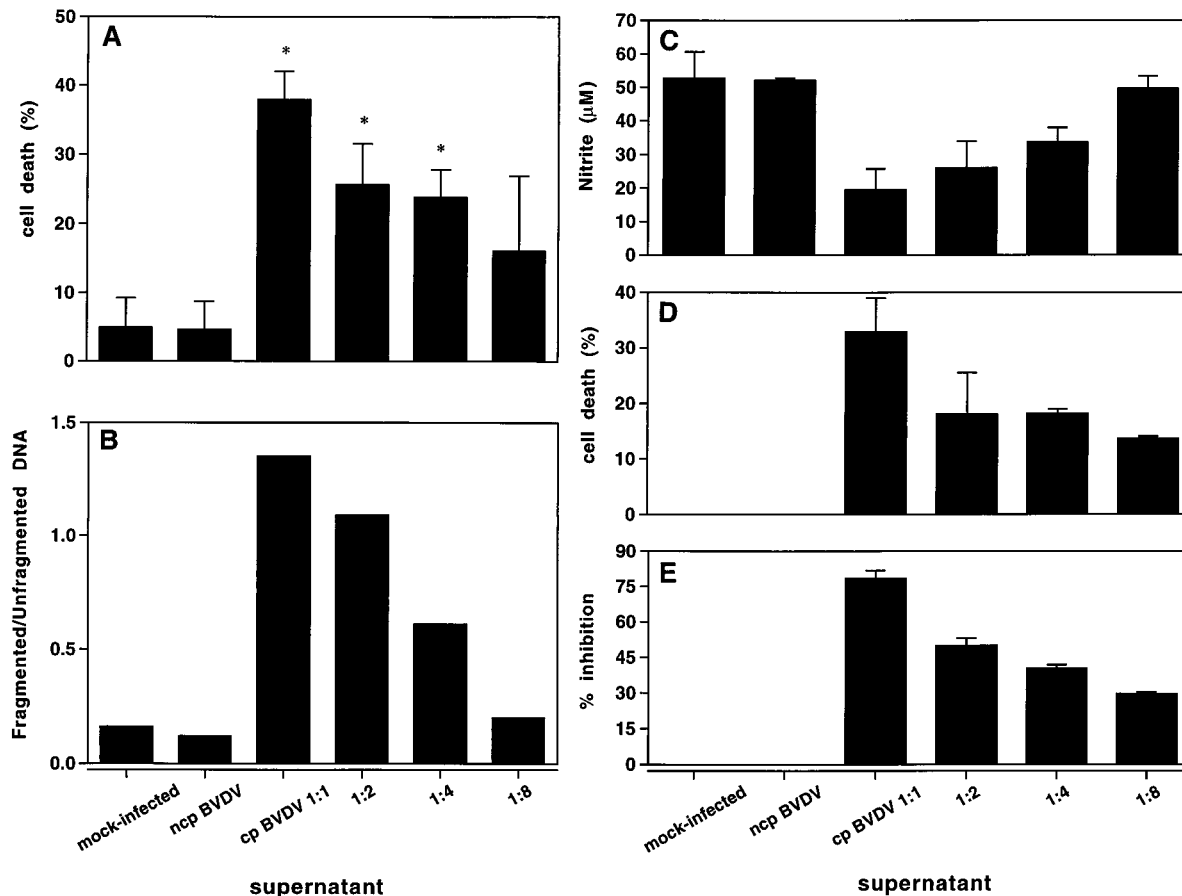 A
cell death (%)
50
40
30
20
10
0
*
*
*
B
Fragmented/Unfragmented DNA
1.5
1.0
0.5
0.0
mock-infected
ncp BVDV
cp BVDV 1:1
1:2
1:4
1:8
supernatant
C
Nitrite (μM)
70
60
50
40
30
20
10
0
D
cell death (%)
40
30
20
10
0
E
% inhibition
90
75
60
45
30
15
0
mock-infected
ncp BVDV
cp BVDV 1:1
1:2
1:4
1:8
supernatant